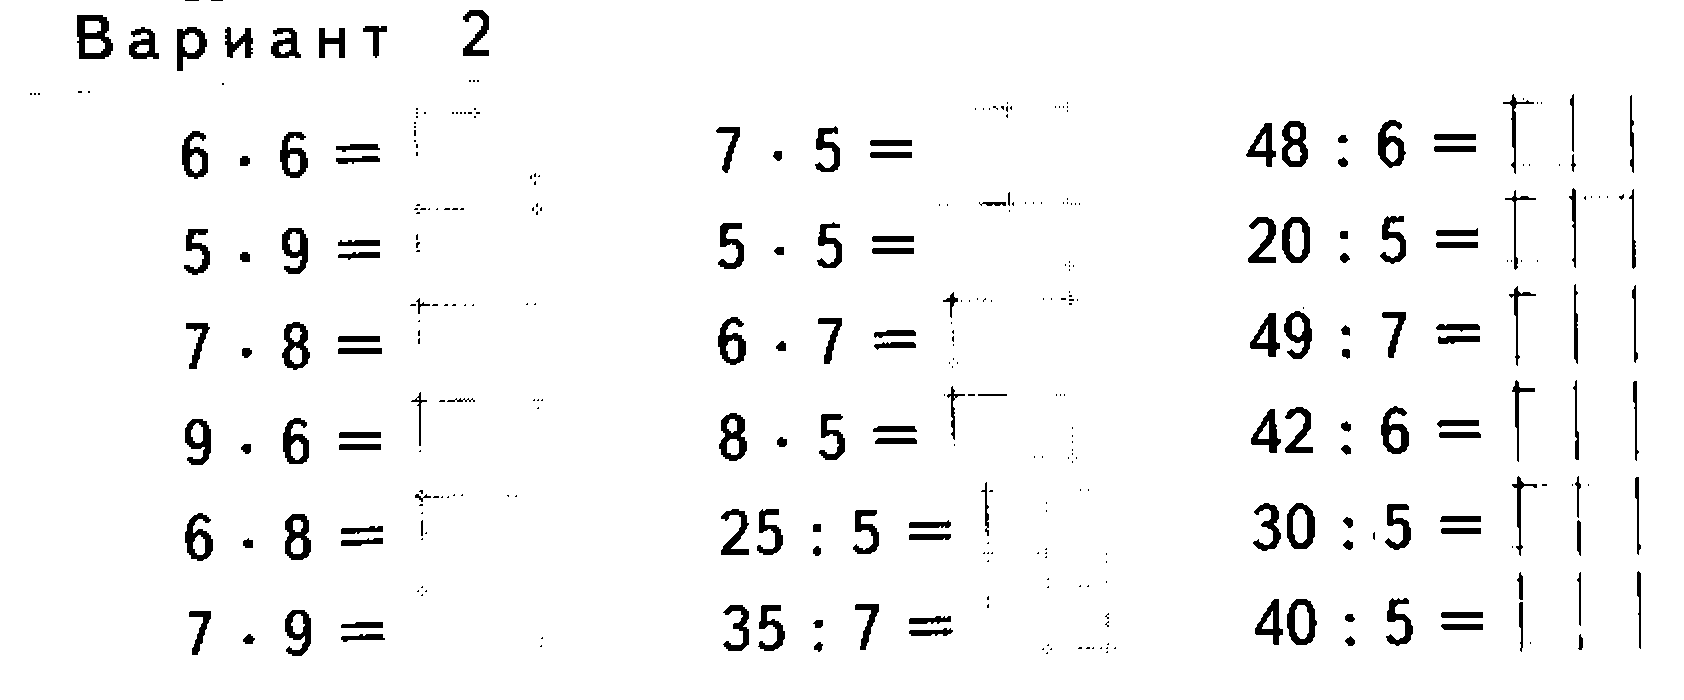 Вариант 2
6 · 6 = 7 · 5 = 48 : 6 =
5 · 9 = 5 · 5 = 20 : 5 =
7 · 8 = 6 · 7 = 49 : 7 =
9 · 6 = 8 · 5 = 42 : 6 =
6 · 8 = 25 : 5 = 30 : 5 =
7 · 9 = 35 : 7 = 40 : 5 =